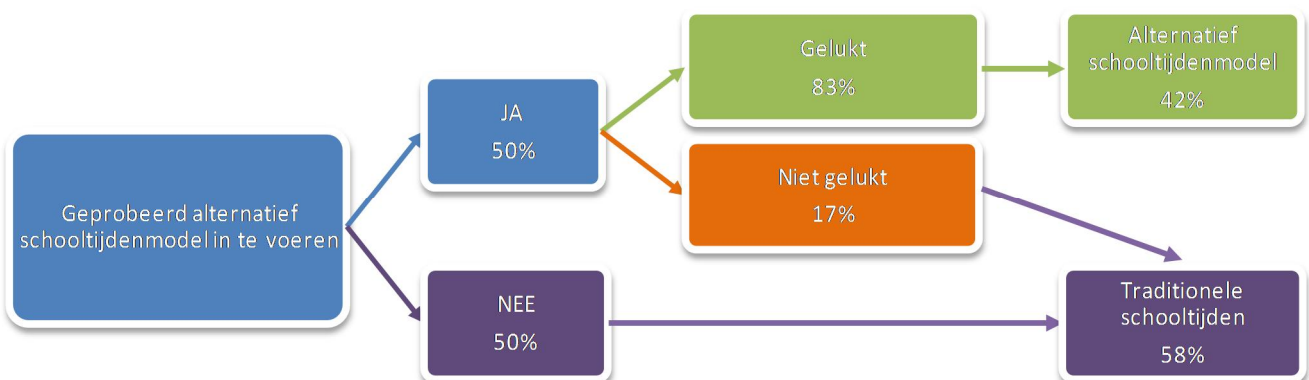 Geprobeerd alternatief
schooltijdenmodel in te voeren
JA
50%
NEE
50%
Gelukt
83%
Niet gelukt
17%
Alternatief
schooltijdenmodel
42%
Traditionele
schooltijden
58%